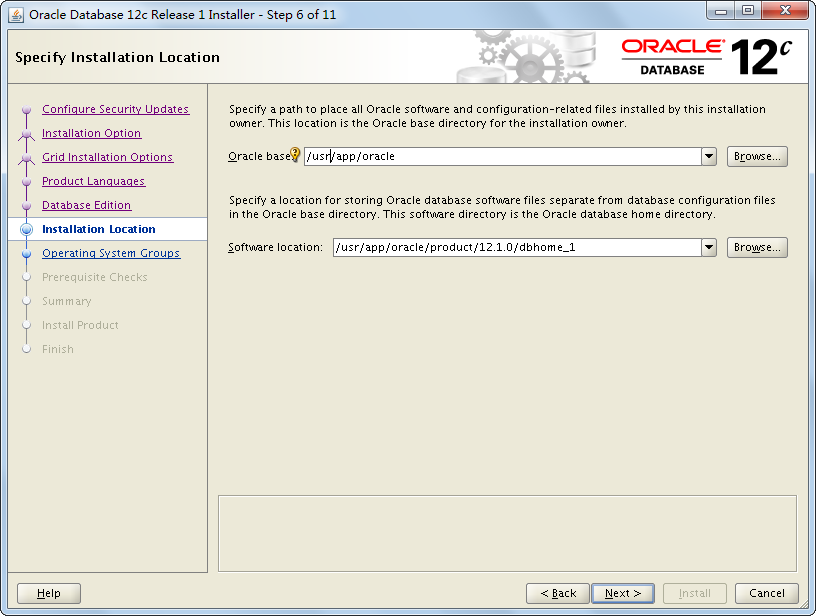 Oracle Database 12c Release 1 Installer - Step 6 of 11
Specify Installation Location
ORACLE
DATABASE
12c
Configure Security Updates
Installation Option
Grid Installation Options
Product Languages
Database Edition
Installation Location
Operating System Groups
Prerequisite Checks
Summary
Install Product
Finish
Specify a path to place all Oracle software and configuration-related files installed by this installation
owner. This location is the Oracle base directory for the installation owner.
Oracle base: /usr/app/oracle Browse...
Specify a location for storing Oracle database software files separate from database configuration files
in the Oracle base directory. This software directory is the Oracle database home directory.
Software location: /usr/app/oracle/product/12.1.0/dbhome_1 Browse...
Help < Back Next > Install Cancel